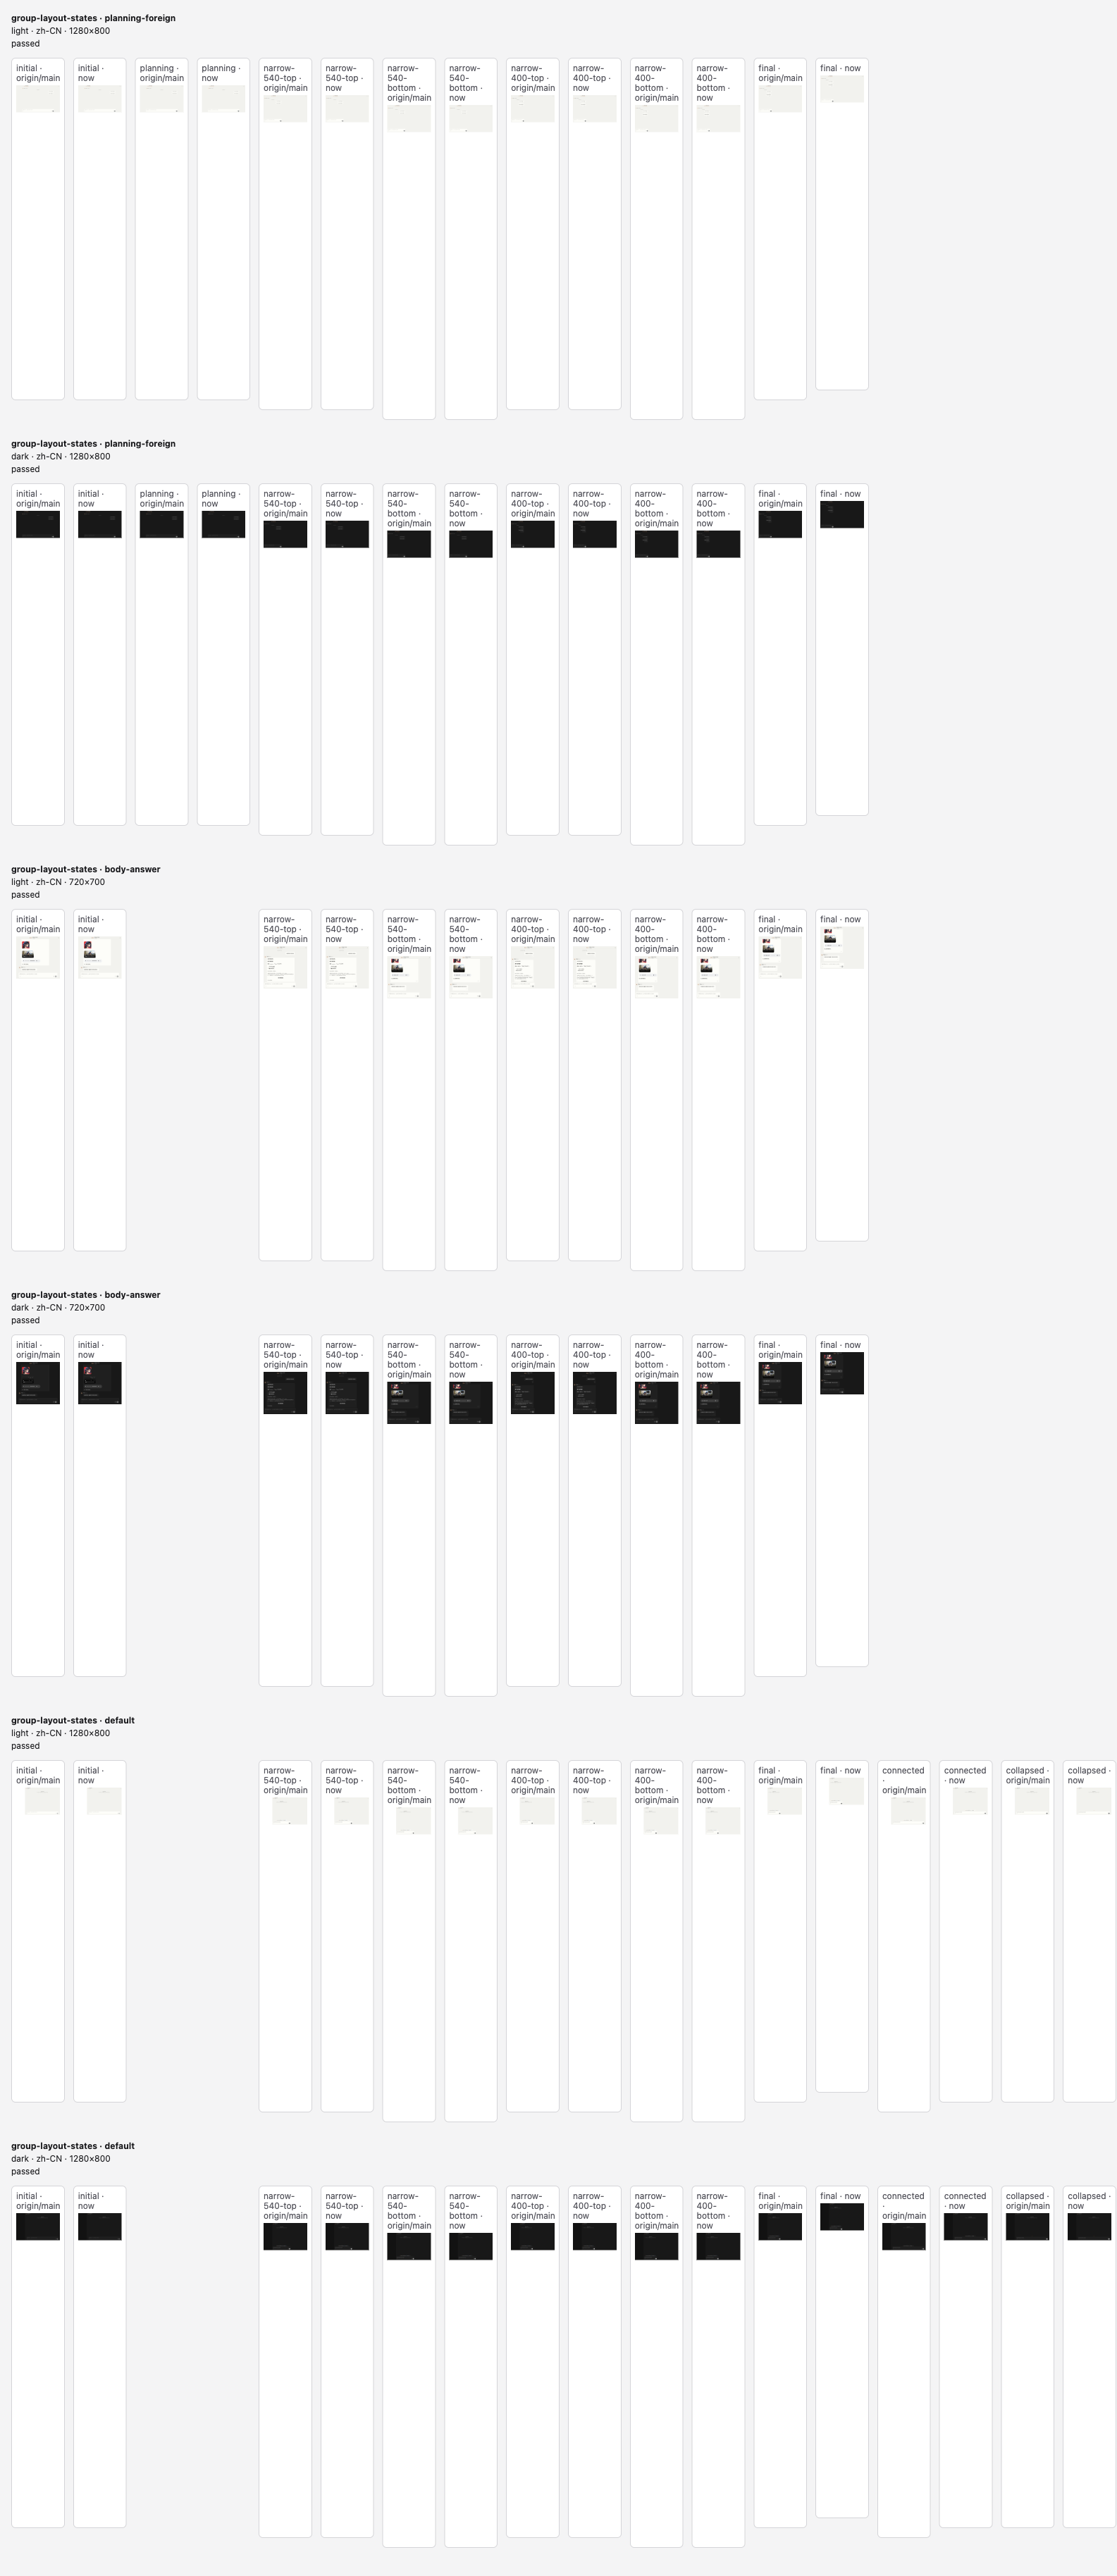 group-layout-states · planning-foreign
light · zh-CN · 1280×800
passed
initial ·
origin/main
initial ·
now
planning ·
origin/main
planning ·
now
narrow-
540-top ·
origin/main
narrow-
540-top ·
now
narrow-
540-
bottom ·
origin/main
narrow-
540-
bottom ·
now
narrow-
400-top ·
origin/main
narrow-
400-top ·
now
narrow-
400-
bottom ·
origin/main
narrow-
400-
bottom ·
now
final ·
origin/main
final · now
group-layout-states · planning-foreign
dark · zh-CN · 1280×800
passed
initial ·
origin/main
initial ·
now
planning ·
origin/main
planning ·
now
narrow-
540-top ·
origin/main
narrow-
540-top ·
now
narrow-
540-
bottom ·
origin/main
narrow-
540-
bottom ·
now
narrow-
400-top ·
origin/main
narrow-
400-top ·
now
narrow-
400-
bottom ·
origin/main
narrow-
400-
bottom ·
now
final ·
origin/main
final · now
group-layout-states · body-answer
light · zh-CN · 720×700
passed
initial ·
origin/main
initial ·
now
narrow-
540-top ·
origin/main
narrow-
540-top ·
now
narrow-
540-
bottom ·
origin/main
narrow-
540-
bottom ·
now
narrow-
400-top ·
origin/main
narrow-
400-top ·
now
narrow-
400-
bottom ·
origin/main
narrow-
400-
bottom ·
now
final ·
origin/main
final · now
group-layout-states · body-answer
dark · zh-CN · 720×700
passed
initial ·
origin/main
initial ·
now
narrow-
540-top ·
origin/main
narrow-
540-top ·
now
narrow-
540-
bottom ·
origin/main
narrow-
540-
bottom ·
now
narrow-
400-top ·
origin/main
narrow-
400-top ·
now
narrow-
400-
bottom ·
origin/main
narrow-
400-
bottom ·
now
final ·
origin/main
final · now
group-layout-states · default
light · zh-CN · 1280×800
passed
initial ·
origin/main
initial ·
now
narrow-
540-top ·
origin/main
narrow-
540-top ·
now
narrow-
540-
bottom ·
origin/main
narrow-
540-
bottom ·
now
narrow-
400-top ·
origin/main
narrow-
400-top ·
now
narrow-
400-
bottom ·
origin/main
narrow-
400-
bottom ·
now
final ·
origin/main
final · now
connected
·
origin/main
connected
· now
collapsed ·
origin/main
collapsed ·
now
group-layout-states · default
dark · zh-CN · 1280×800
passed
initial ·
origin/main
initial ·
now
narrow-
540-top ·
origin/main
narrow-
540-top ·
now
narrow-
540-
bottom ·
origin/main
narrow-
540-
bottom ·
now
narrow-
400-top ·
origin/main
narrow-
400-top ·
now
narrow-
400-
bottom ·
origin/main
narrow-
400-
bottom ·
now
final ·
origin/main
final · now
connected
·
origin/main
connected
· now
collapsed ·
origin/main
collapsed ·
now